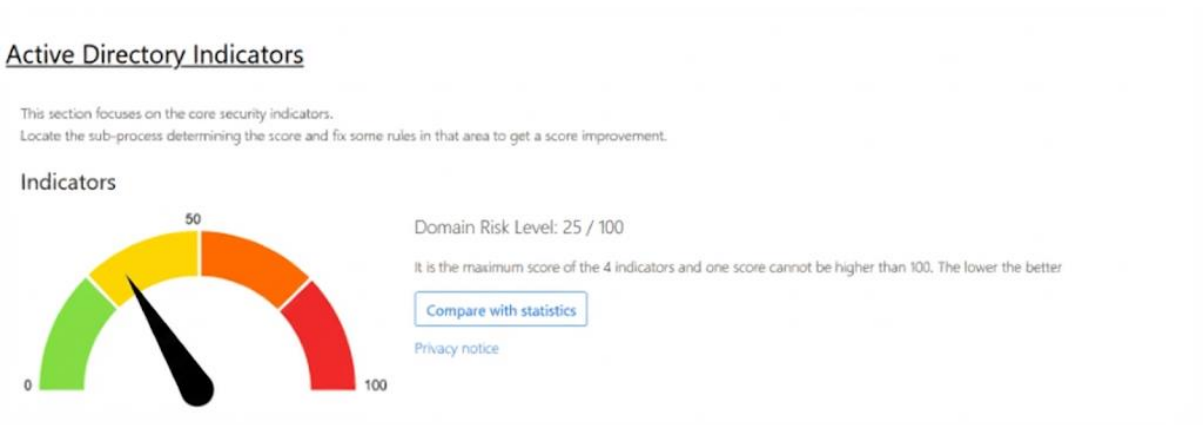 Active Directory Indicators
This section focuses on the core security indicators.
Locate the sub-process determining the score and fix some rules in that area to get a score improvement.
Indicators
50
0
100
Domain Risk Level: 25 / 100
It is the maximum score of the 4 indicators and one score cannot be higher than 100. The lower the better
Compare with statistics
Privacy notice